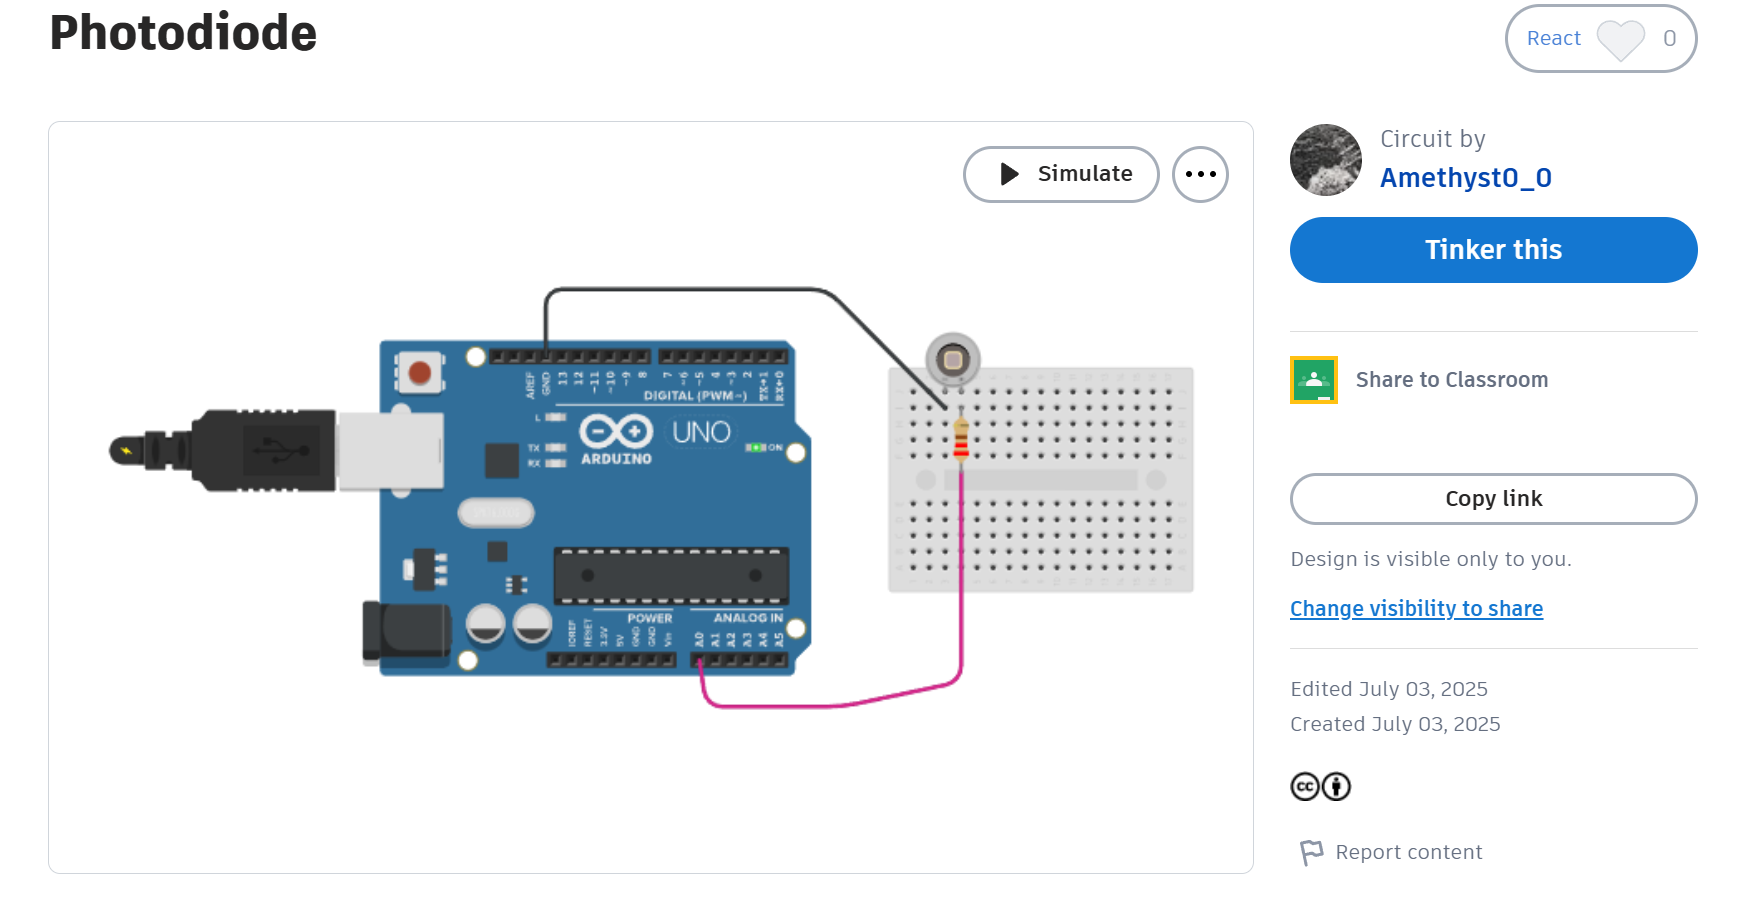 Photodiode
React 0
Simulate
Circuit by
Amethyst0_0
Tinker this
Share to Classroom
Copy link
Design is visible only to you.
Change visibility to share
Edited July 03, 2025
Created July 03, 2025
cc
Report content
AREF GND 13 12 ~11 ~10 ~9 8 7 ~6 ~5 4 ~3 2 TX→1 RX←0
DIGITAL (PWM~)
L
TX
RX
UNO
ARDUINO
ON
POWER ANALOG IN
IOREF RESET 3.3V 5V GND GND Vin A0 A1 A2 A3 A4 A5